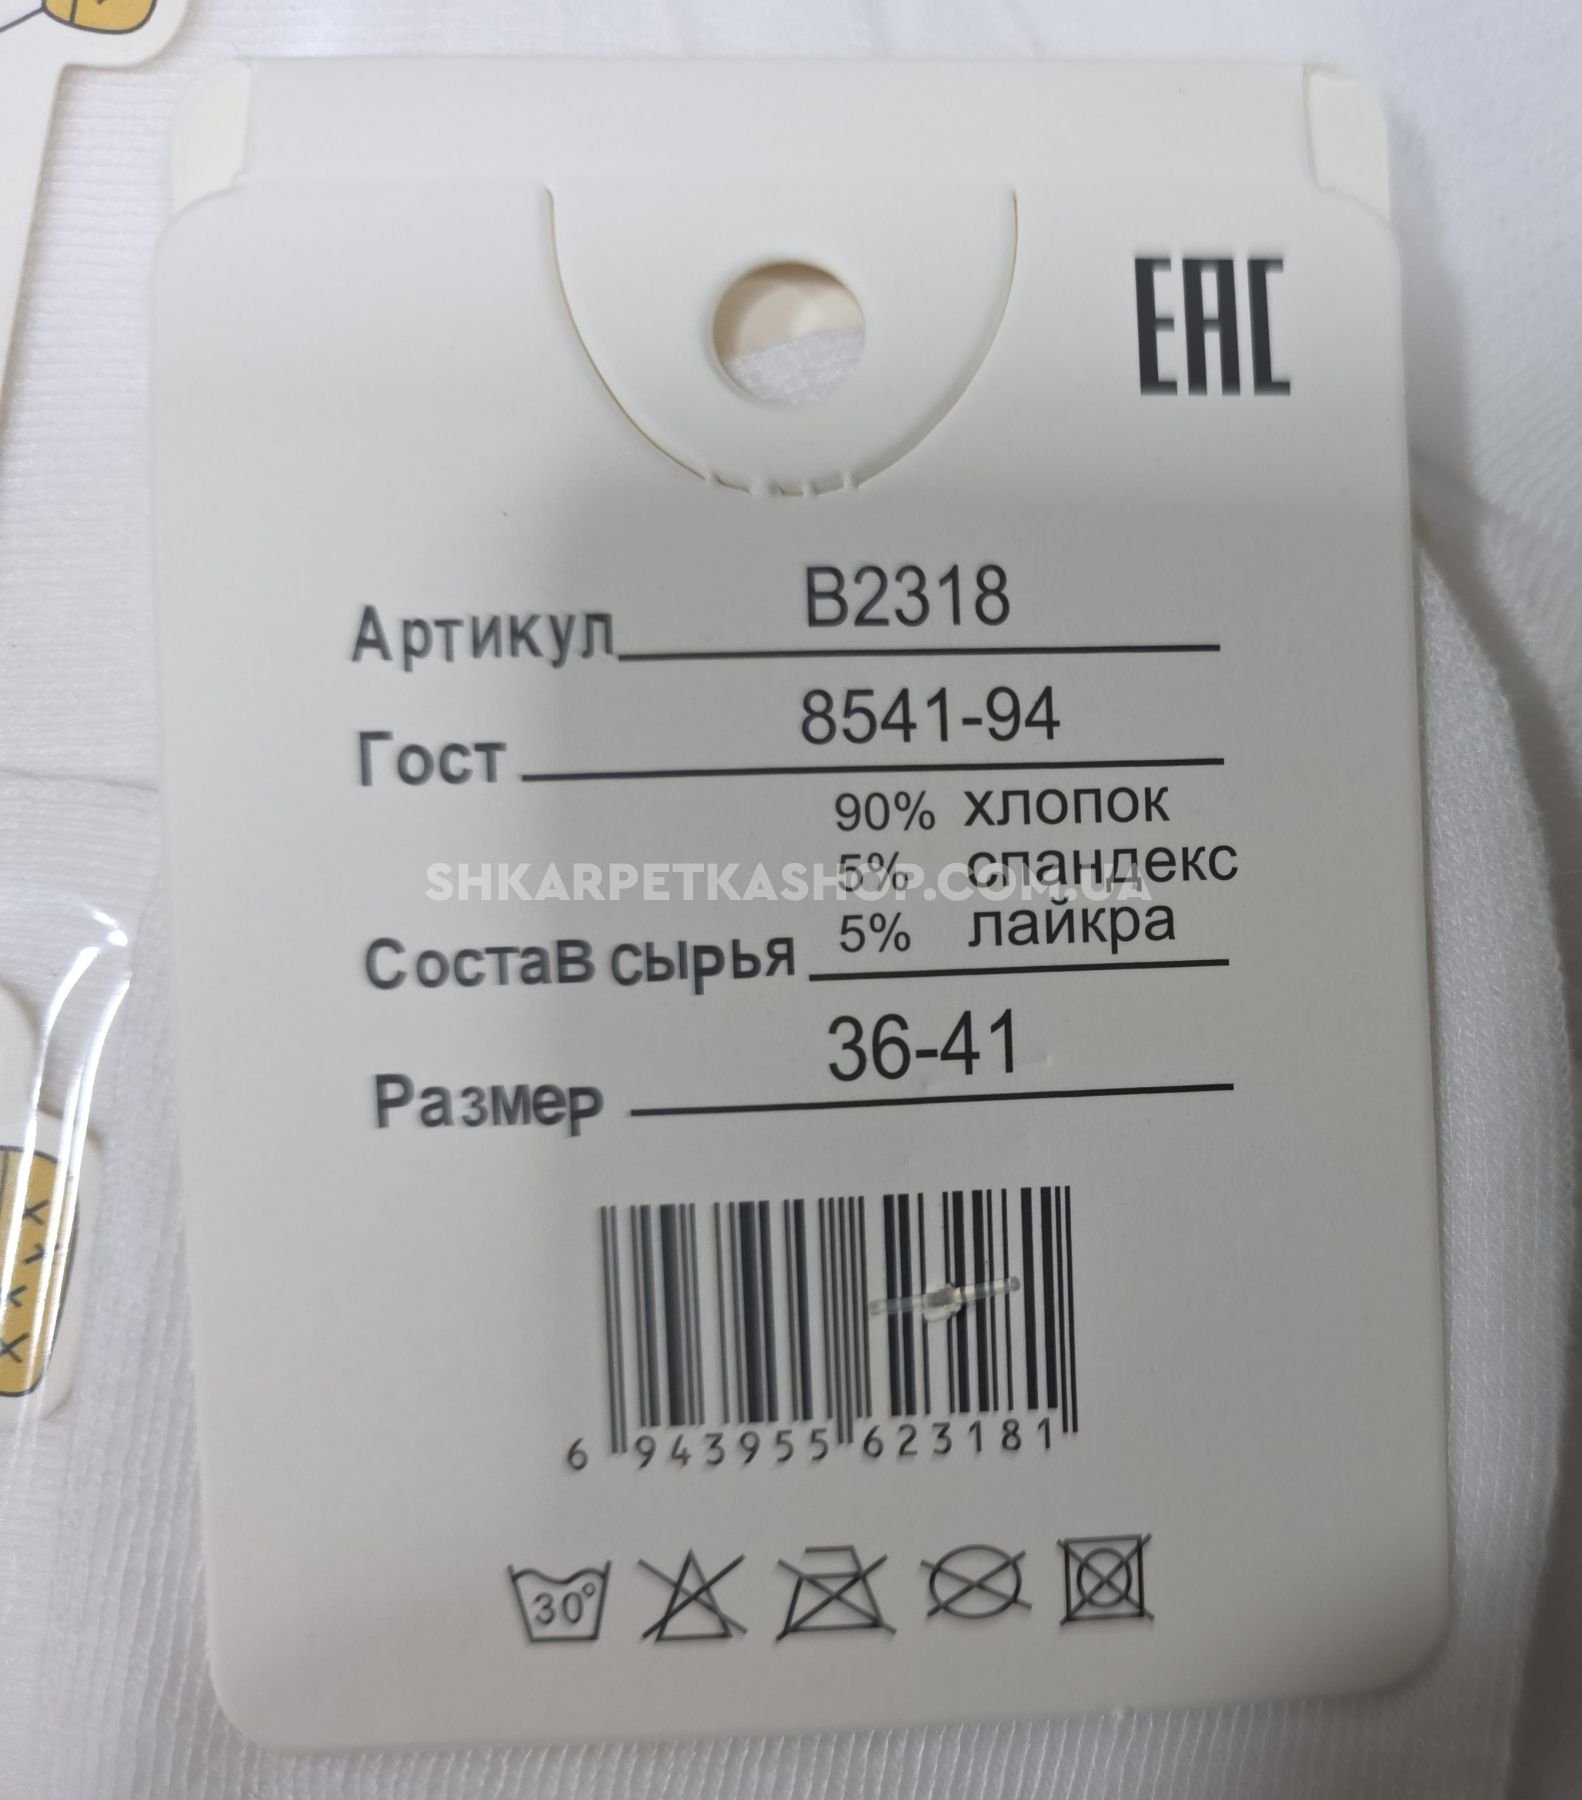 EAC
Артикул B2318
Гост 8541-94
90% хлопок
5% спандекс
SHKARPETKASHOP.COM.UA
Состав сырья 5% лайкра
Размер 36-41
6 943955 623181
30°